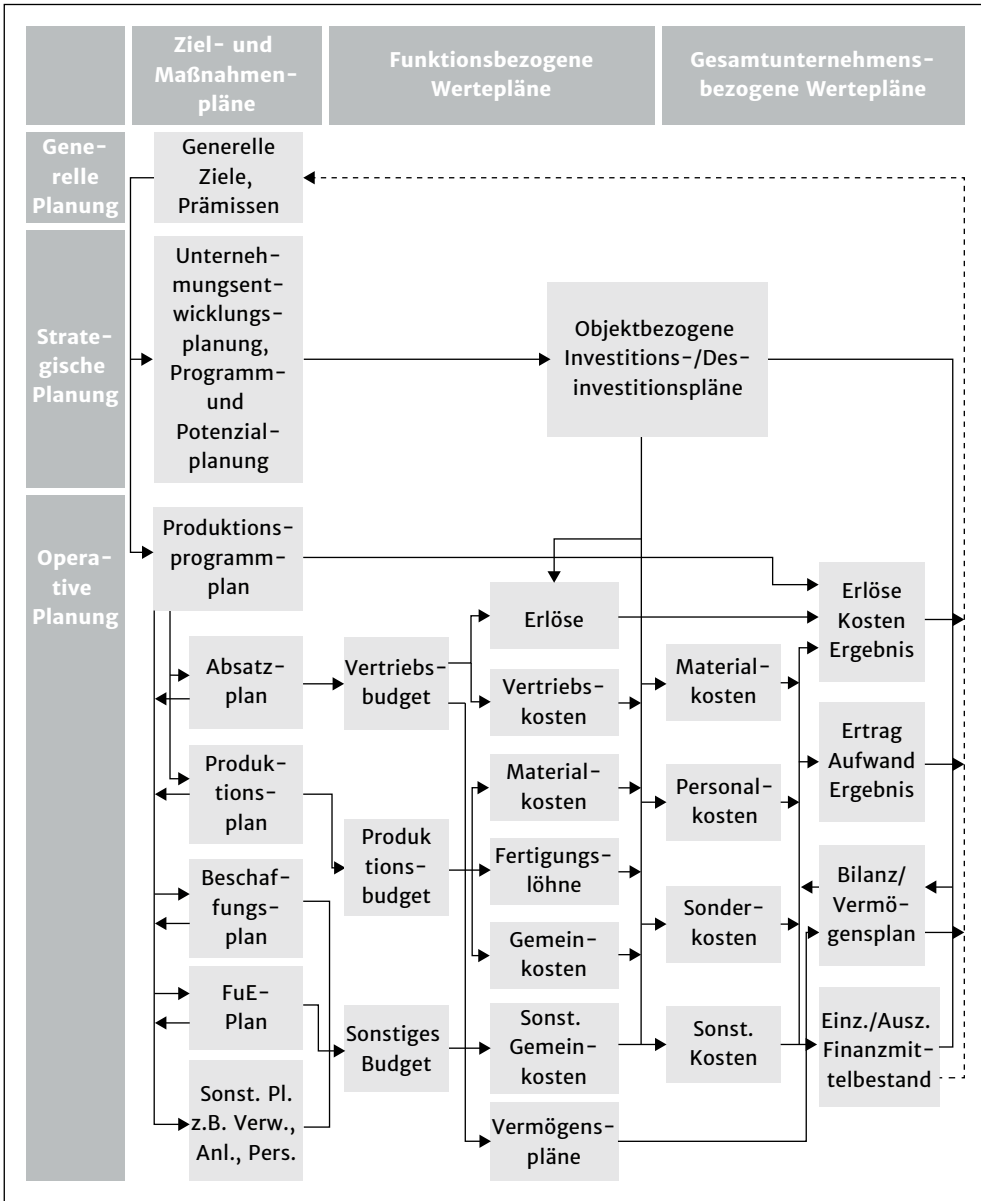 Ziel- und
Maßnahmen-
pläne
Funktionsbezogene
Wertepläne
Gesamtunternehmens-
bezogene Wertepläne
Gene-
relle
Planung
Generelle
Ziele,
Prämissen
Strate-
gische
Planung
Unterneh-
mungsent-
wicklungs-
planung,
Programm-
und
Potenzial-
planung
Objektbezogene
Investitions-/Des-
investitionspläne
Opera-
tive
Planung
Produktions-
programm-
plan
Absatz-
plan
Produk-
tions-
plan
Beschaf-
fungs-
plan
FuE-
Plan
Sonst. Pl.
z.B. Verw.,
Anl., Pers.
Vertriebs-
budget
Produk
tions-
budget
Sonstiges
Budget
Erlöse
Vertriebs-
kosten
Material-
kosten
Fertigungs-
löhne
Gemein-
kosten
Sonst.
Gemein-
kosten
Vermögens-
pläne
Material-
kosten
Personal-
kosten
Sonder-
kosten
Sonst.
Kosten
Erlöse
Kosten
Ergebnis
Ertrag
Aufwand
Ergebnis
Bilanz/
Vermö-
gensplan
Einz./Ausz.
Finanzmit-
telbestand